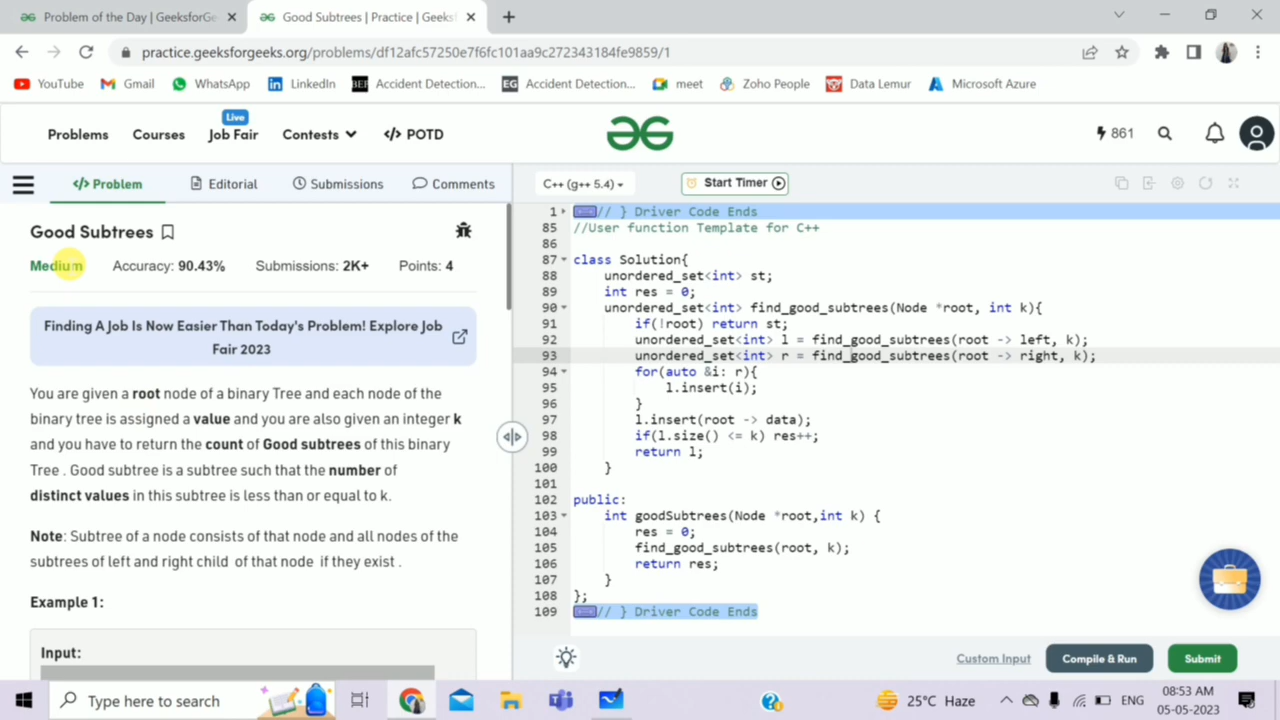 Problem of the Day | GeeksforGe
Good Subtrees | Practice | Geeks
practice.geeksforgeeks.org/problems/df12afc57250e7f6fc101aa9c272343184fe9859/1
YouTube Gmail WhatsApp LinkedIn Accident Detection... EG Accident Detection... meet Zoho People Data Lemur Microsoft Azure
Live
Problems Courses Job Fair Contests </> POTD 861
</> Problem Editorial Submissions Comments
C++ (g++ 5.4) Start Timer
Good Subtrees
Medium Accuracy: 90.43% Submissions: 2K+ Points: 4
Finding A Job Is Now Easier Than Today's Problem! Explore Job
Fair 2023
You are given a root node of a binary Tree and each node of the
binary tree is assigned a value and you are also given an integer k
and you have to return the count of Good subtrees of this binary
Tree . Good subtree is a subtree such that the number of
distinct values in this subtree is less than or equal to k.
Note: Subtree of a node consists of that node and all nodes of the
subtrees of left and right child of that node if they exist .
Example 1:
Input:
1 // } Driver Code Ends
85 //User function Template for C++
86
87 class Solution{
88 unordered_set<int> st;
89 int res = 0;
90 unordered_set<int> find_good_subtrees(Node *root, int k){
91 if(!root) return st;
92 unordered_set<int> l = find_good_subtrees(root -> left, k);
93 unordered_set<int> r = find_good_subtrees(root -> right, k);
94 for(auto &i: r){
95 l.insert(i);
96 }
97 l.insert(root -> data);
98 if(l.size() <= k) res++;
99 return l;
100 }
101
102 public:
103 int goodSubtrees(Node *root,int k) {
104 res = 0;
105 find_good_subtrees(root, k);
106 return res;
107 }
108 };
109 // } Driver Code Ends
Custom Input Compile & Run Submit
Type here to search
25°C Haze
ENG
08:53 AM
05-05-2023